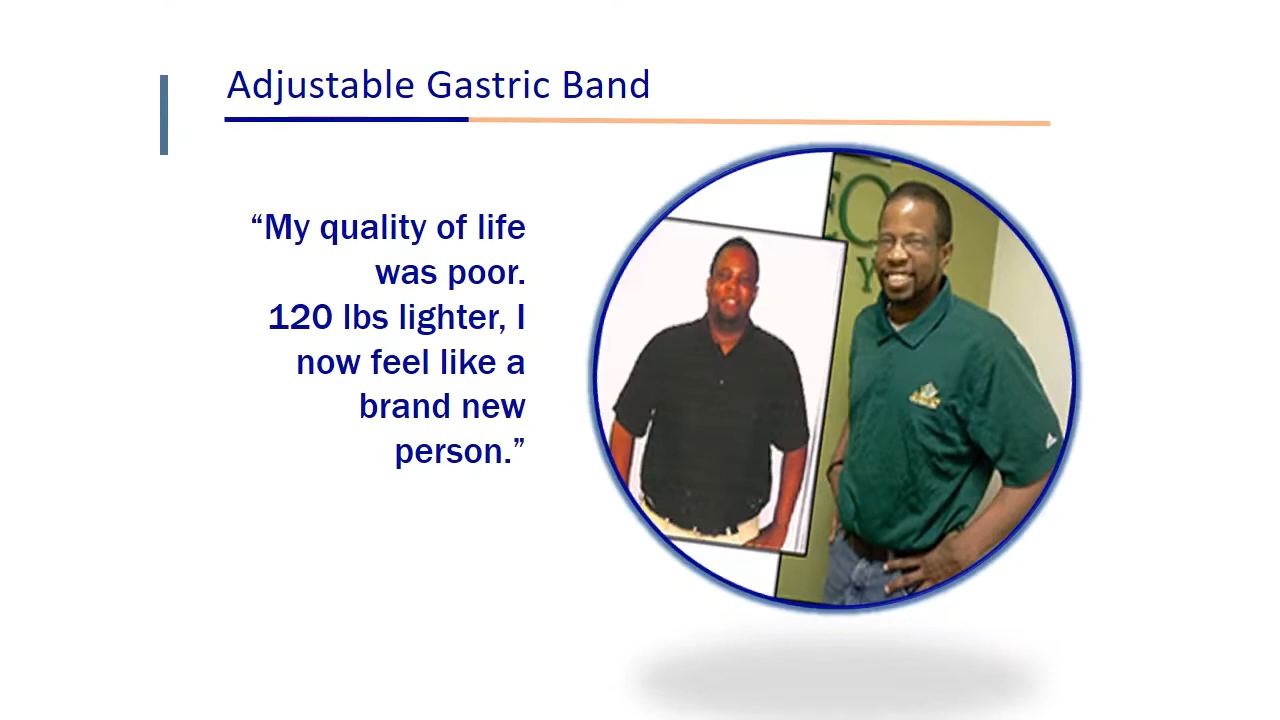 Adjustable Gastric Band
“My quality of life
was poor.
120 lbs lighter, I
now feel like a
brand new
person.”